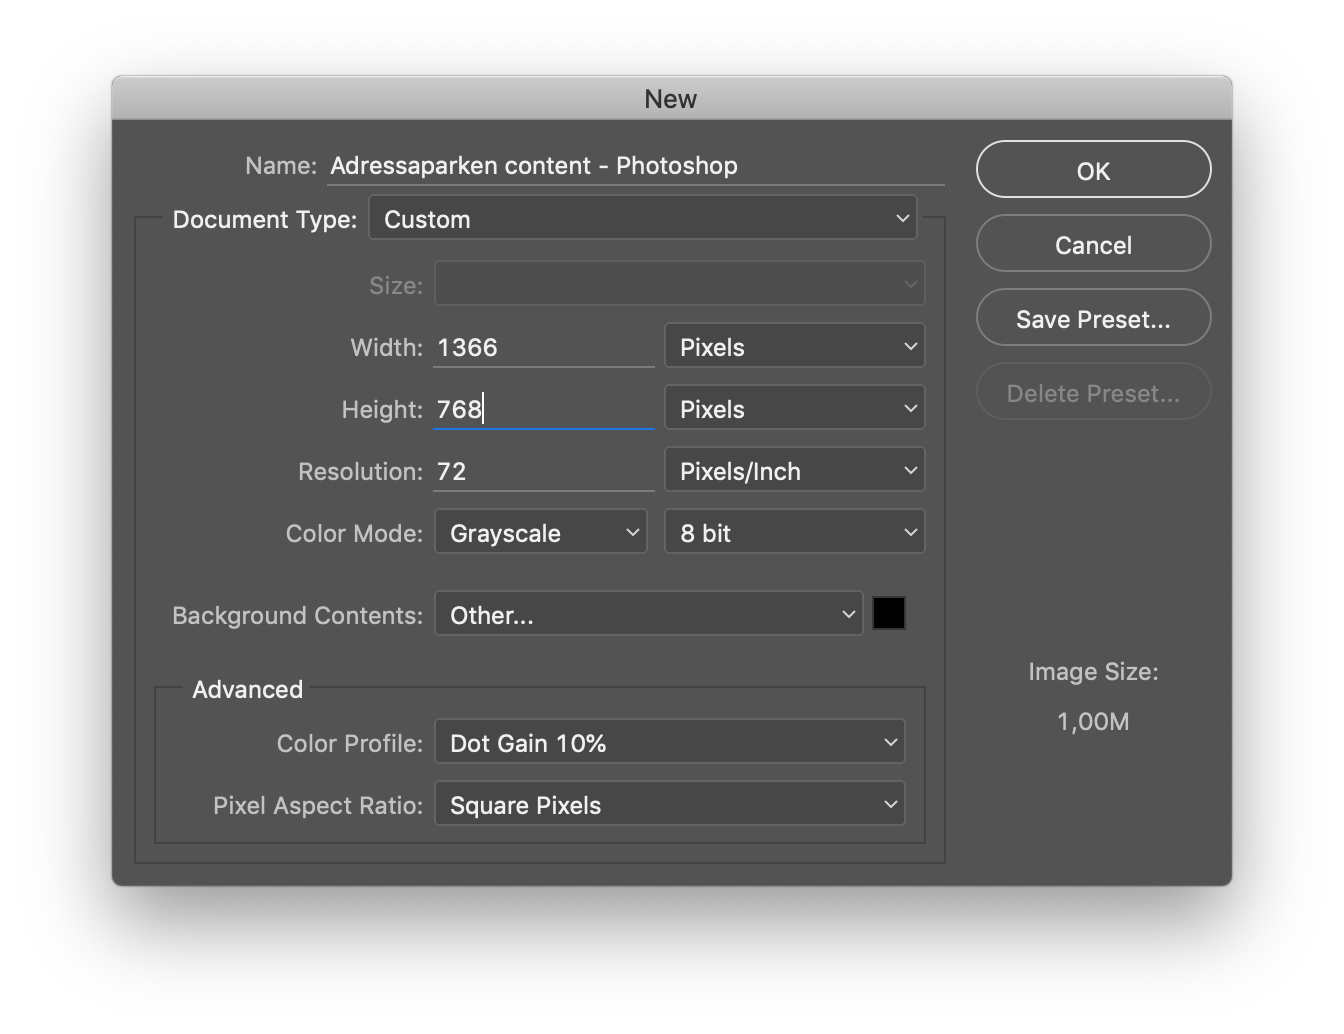 New
Name: Adressaparken content - Photoshop
OK
Document Type: Custom
Cancel
Size:
Save Preset...
Width: 1366 Pixels
Delete Preset...
Height: 768 Pixels
Resolution: 72 Pixels/Inch
Color Mode: Grayscale 8 bit
Background Contents: Other...
Image Size:
1,00M
Advanced
Color Profile: Dot Gain 10%
Pixel Aspect Ratio: Square Pixels